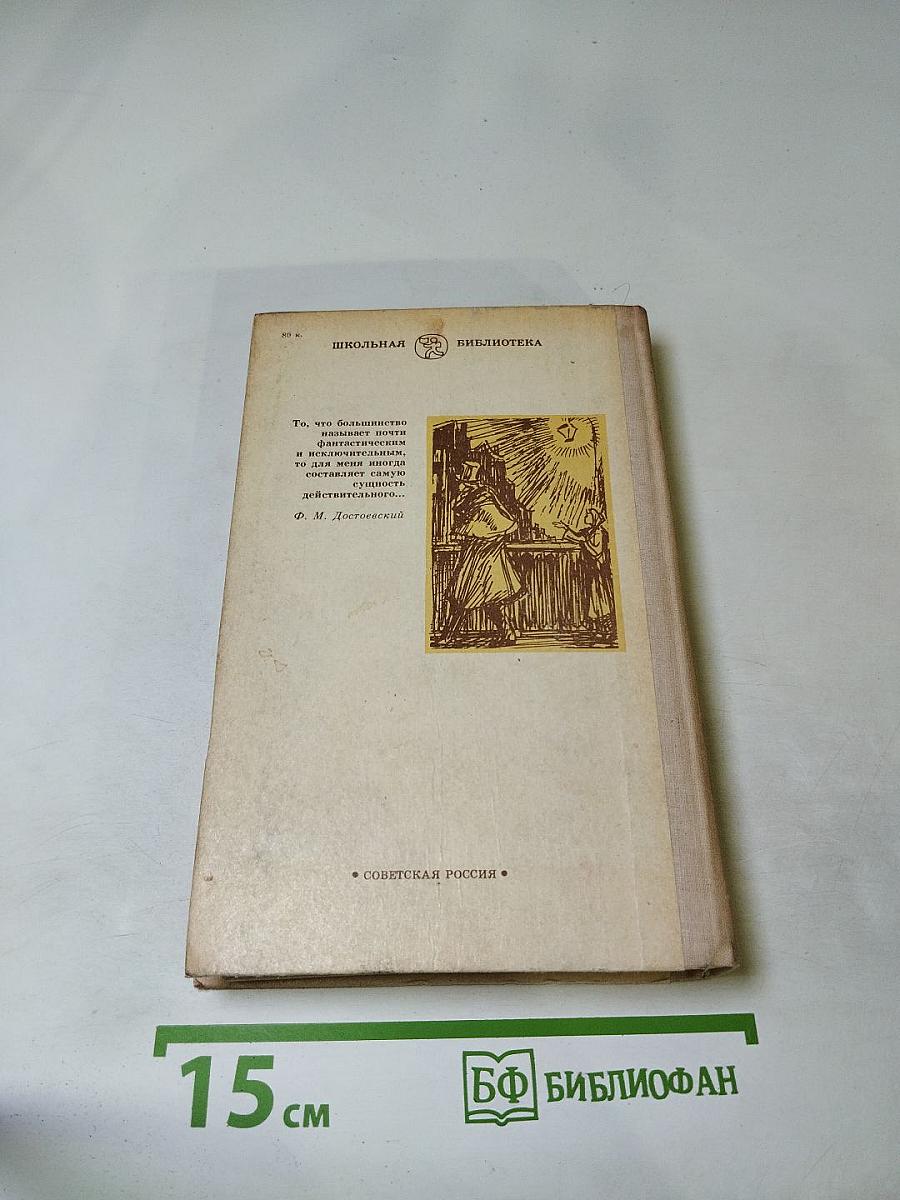 80 к.
ШКОЛЬНАЯ БИБЛИОТЕКА
То, что большинство
называет почти
фантастическим
и исключительным,
то для меня иногда
составляет самую
сущность
действительного...
Ф. М. Достоевский
• СОВЕТСКАЯ РОССИЯ •
15 см
БФ БИБЛИОФАН